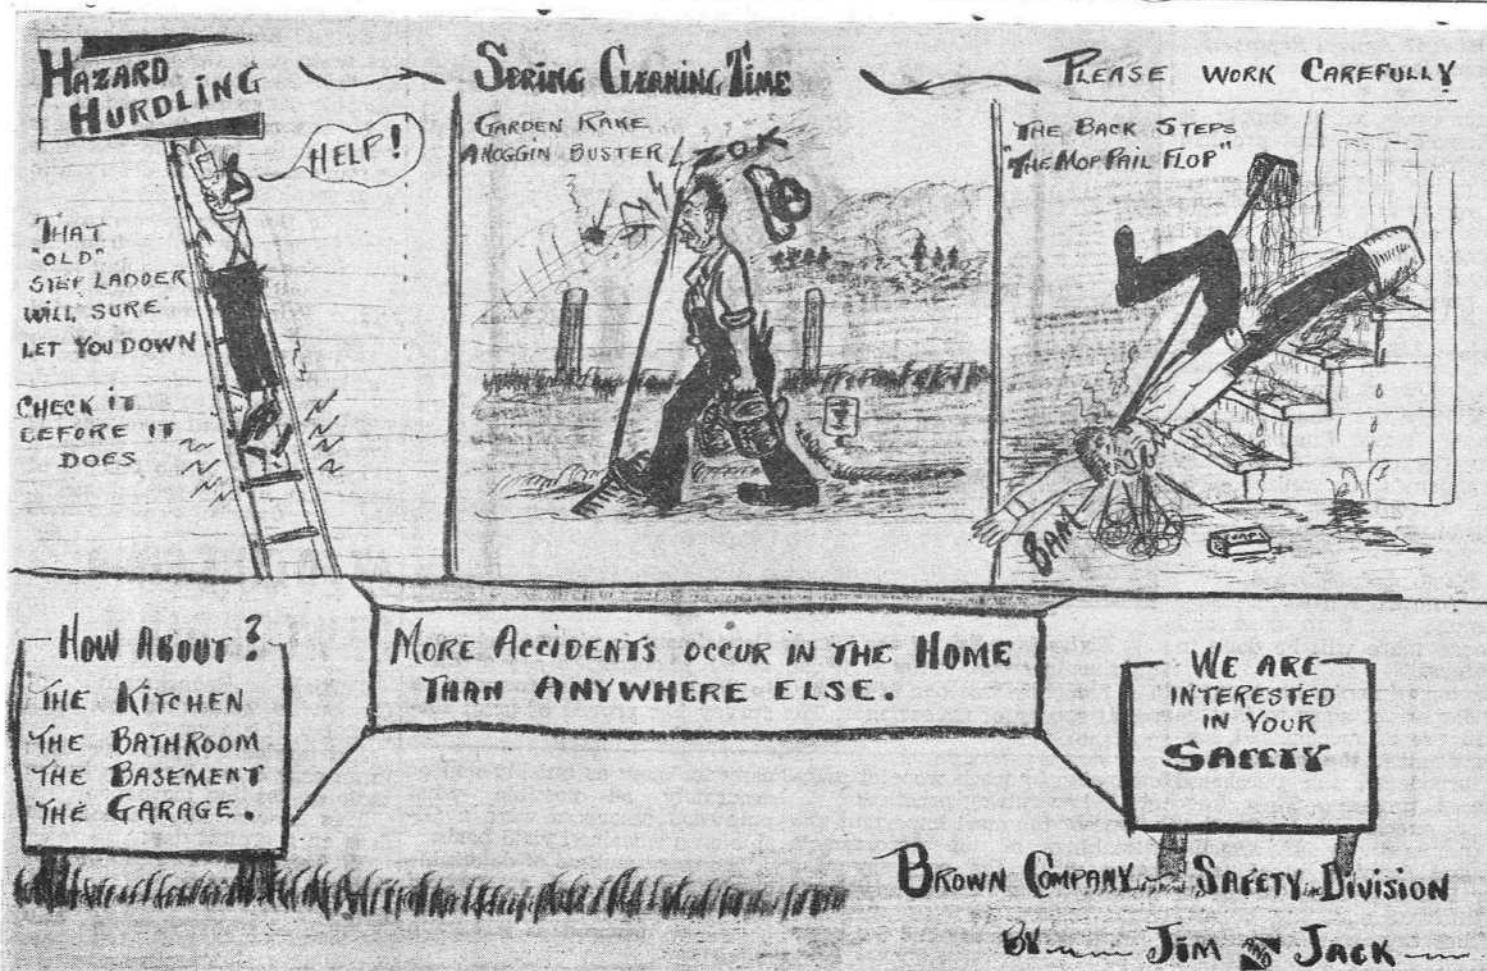 HAZARD
HURDLING
SPRING CLEANING TIME
PLEASE WORK CAREFULLY
HELP!
THAT
"OLD"
STEP LADDER
WILL SURE
LET YOU DOWN
CHECK IT
BEFORE IT
DOES
GARDEN RAKE
A NOGGIN BUSTER!
ZOK
THE BACK STEPS
"THE MOP PAIL FLOP"
BAM
SOAP
HOW ABOUT?
THE KITCHEN
THE BATHROOM
THE BASEMENT
THE GARAGE.
MORE ACCIDENTS OCCUR IN THE HOME
THAN ANYWHERE ELSE.
WE ARE
INTERESTED
IN YOUR
SAFETY
BROWN COMPANY SAFETY DIVISION
BY JIM AND JACK